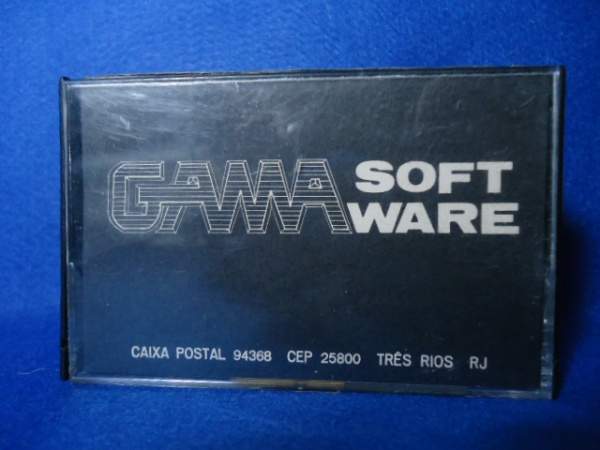 GAMA SOFT
WARE
CAIXA POSTAL 94368 CEP 25800 TRÊS RIOS RJ